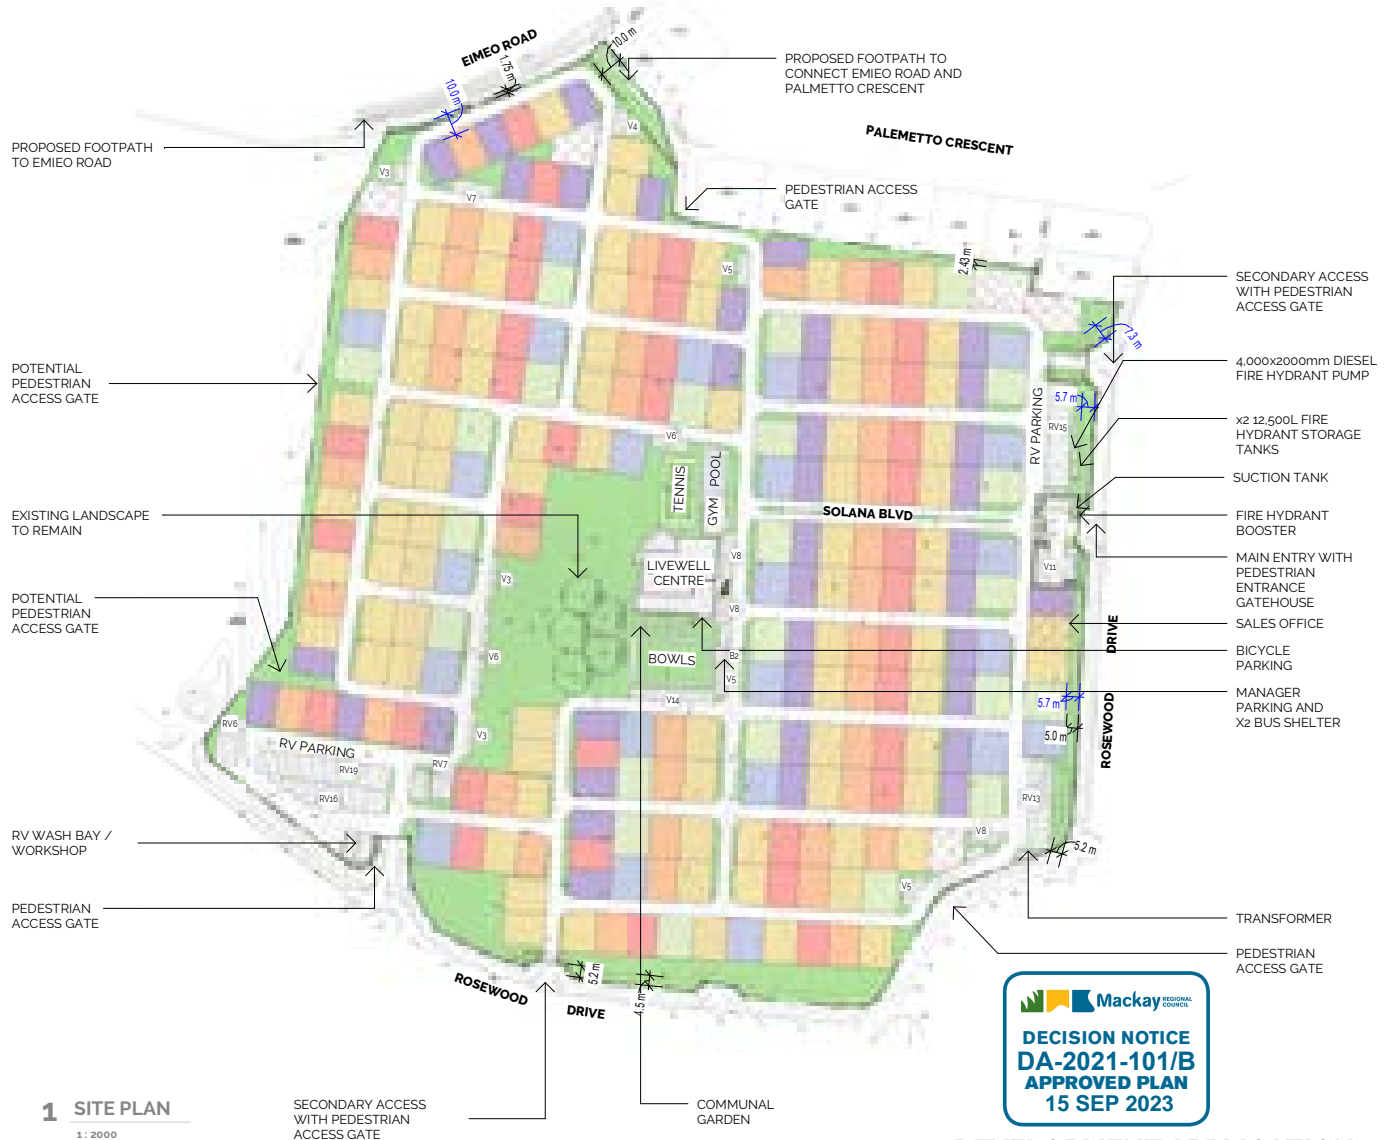 EIMEO ROAD
10.0 m
1.75 m
10.0 m
PROPOSED FOOTPATH TO
CONNECT EMIEO ROAD AND
PALMETTO CRESCENT
PALEMETTO CRESCENT
PROPOSED FOOTPATH
TO EMIEO ROAD
V4
V3
V7
PEDESTRIAN ACCESS
GATE
V5
2.43 m
SECONDARY ACCESS
WITH PEDESTRIAN
ACCESS GATE
7.3 m
POTENTIAL
PEDESTRIAN
ACCESS GATE
4,000x2000mm DIESEL
FIRE HYDRANT PUMP
5.7 m
RV PARKING
RV15
x2 12,500L FIRE
HYDRANT STORAGE
TANKS
V6
TENNIS
GYM POOL
SUCTION TANK
EXISTING LANDSCAPE
TO REMAIN
SOLANA BLVD
FIRE HYDRANT
BOOSTER
V8
LIVEWELL
CENTRE
V3
V11
MAIN ENTRY WITH
PEDESTRIAN
ENTRANCE
GATEHOUSE
POTENTIAL
PEDESTRIAN
ACCESS GATE
V8
SALES OFFICE
V6
BOWLS
B2
V5
BICYCLE
PARKING
V14
5.7 m
MANAGER
PARKING AND
X2 BUS SHELTER
ROSEWOOD DRIVE
RV6
RV PARKING
V3
5.0 m
RV19
RV7
RV16
RV13
V8
RV WASH BAY /
WORKSHOP
5.2 m
V5
PEDESTRIAN
ACCESS GATE
TRANSFORMER
PEDESTRIAN
ACCESS GATE
5.2 m
4.5 m
ROSEWOOD DRIVE
Mackay REGIONAL
COUNCIL
DECISION NOTICE
DA-2021-101/B
APPROVED PLAN
15 SEP 2023
1 SITE PLAN
1 : 2000
SECONDARY ACCESS
WITH PEDESTRIAN
ACCESS GATE
COMMUNAL
GARDEN